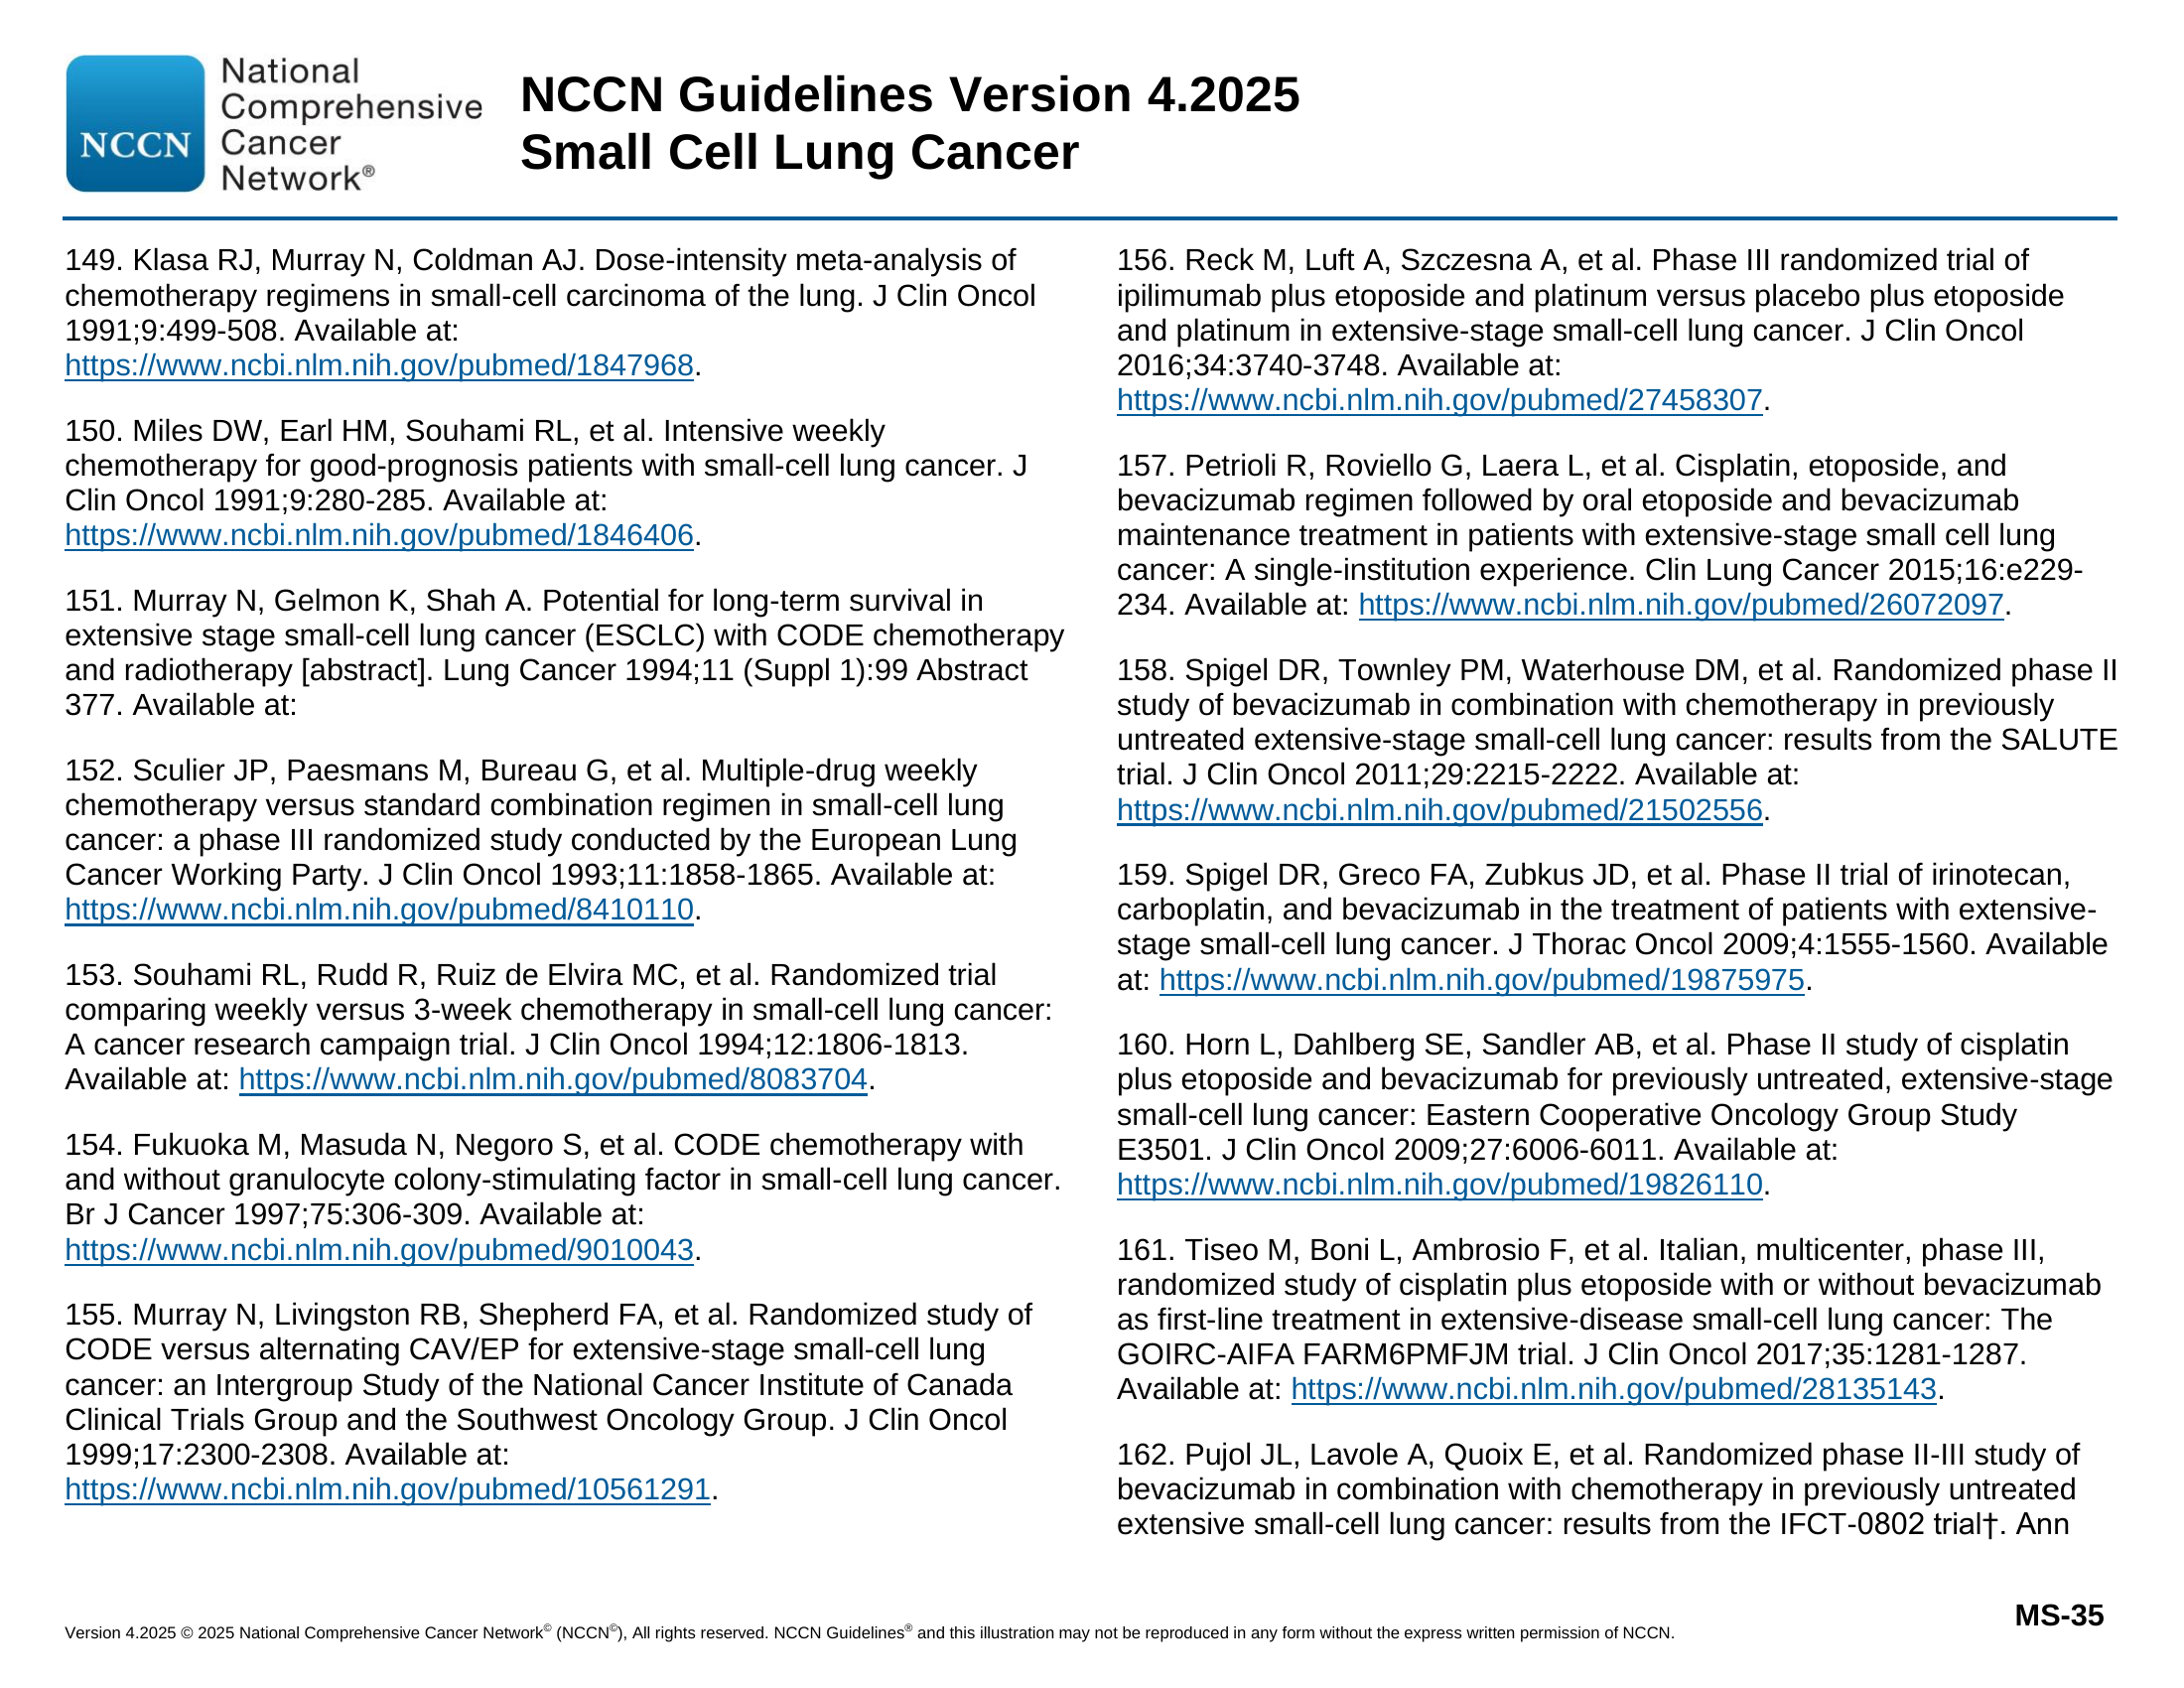 NCCN
National
Comprehensive
Cancer
Network®
NCCN Guidelines Version 4.2025
Small Cell Lung Cancer
149. Klasa RJ, Murray N, Coldman AJ. Dose-intensity meta-analysis of
chemotherapy regimens in small-cell carcinoma of the lung. J Clin Oncol
1991;9:499-508. Available at:
https://www.ncbi.nlm.nih.gov/pubmed/1847968.
150. Miles DW, Earl HM, Souhami RL, et al. Intensive weekly
chemotherapy for good-prognosis patients with small-cell lung cancer. J
Clin Oncol 1991;9:280-285. Available at:
https://www.ncbi.nlm.nih.gov/pubmed/1846406.
151. Murray N, Gelmon K, Shah A. Potential for long-term survival in
extensive stage small-cell lung cancer (ESCLC) with CODE chemotherapy
and radiotherapy [abstract]. Lung Cancer 1994;11 (Suppl 1):99 Abstract
377. Available at:
152. Sculier JP, Paesmans M, Bureau G, et al. Multiple-drug weekly
chemotherapy versus standard combination regimen in small-cell lung
cancer: a phase III randomized study conducted by the European Lung
Cancer Working Party. J Clin Oncol 1993;11:1858-1865. Available at:
https://www.ncbi.nlm.nih.gov/pubmed/8410110.
153. Souhami RL, Rudd R, Ruiz de Elvira MC, et al. Randomized trial
comparing weekly versus 3-week chemotherapy in small-cell lung cancer:
A cancer research campaign trial. J Clin Oncol 1994;12:1806-1813.
Available at: https://www.ncbi.nlm.nih.gov/pubmed/8083704.
154. Fukuoka M, Masuda N, Negoro S, et al. CODE chemotherapy with
and without granulocyte colony-stimulating factor in small-cell lung cancer.
Br J Cancer 1997;75:306-309. Available at:
https://www.ncbi.nlm.nih.gov/pubmed/9010043.
155. Murray N, Livingston RB, Shepherd FA, et al. Randomized study of
CODE versus alternating CAV/EP for extensive-stage small-cell lung
cancer: an Intergroup Study of the National Cancer Institute of Canada
Clinical Trials Group and the Southwest Oncology Group. J Clin Oncol
1999;17:2300-2308. Available at:
https://www.ncbi.nlm.nih.gov/pubmed/10561291.
156. Reck M, Luft A, Szczesna A, et al. Phase III randomized trial of
ipilimumab plus etoposide and platinum versus placebo plus etoposide
and platinum in extensive-stage small-cell lung cancer. J Clin Oncol
2016;34:3740-3748. Available at:
https://www.ncbi.nlm.nih.gov/pubmed/27458307.
157. Petrioli R, Roviello G, Laera L, et al. Cisplatin, etoposide, and
bevacizumab regimen followed by oral etoposide and bevacizumab
maintenance treatment in patients with extensive-stage small cell lung
cancer: A single-institution experience. Clin Lung Cancer 2015;16:e229-
234. Available at: https://www.ncbi.nlm.nih.gov/pubmed/26072097.
158. Spigel DR, Townley PM, Waterhouse DM, et al. Randomized phase II
study of bevacizumab in combination with chemotherapy in previously
untreated extensive-stage small-cell lung cancer: results from the SALUTE
trial. J Clin Oncol 2011;29:2215-2222. Available at:
https://www.ncbi.nlm.nih.gov/pubmed/21502556.
159. Spigel DR, Greco FA, Zubkus JD, et al. Phase II trial of irinotecan,
carboplatin, and bevacizumab in the treatment of patients with extensive-
stage small-cell lung cancer. J Thorac Oncol 2009;4:1555-1560. Available
at: https://www.ncbi.nlm.nih.gov/pubmed/19875975.
160. Horn L, Dahlberg SE, Sandler AB, et al. Phase II study of cisplatin
plus etoposide and bevacizumab for previously untreated, extensive-stage
small-cell lung cancer: Eastern Cooperative Oncology Group Study
E3501. J Clin Oncol 2009;27:6006-6011. Available at:
https://www.ncbi.nlm.nih.gov/pubmed/19826110.
161. Tiseo M, Boni L, Ambrosio F, et al. Italian, multicenter, phase III,
randomized study of cisplatin plus etoposide with or without bevacizumab
as first-line treatment in extensive-disease small-cell lung cancer: The
GOIRC-AIFA FARM6PMFJM trial. J Clin Oncol 2017;35:1281-1287.
Available at: https://www.ncbi.nlm.nih.gov/pubmed/28135143.
162. Pujol JL, Lavole A, Quoix E, et al. Randomized phase II-III study of
bevacizumab in combination with chemotherapy in previously untreated
extensive small-cell lung cancer: results from the IFCT-0802 trial†. Ann
MS-35
Version 4.2025 © 2025 National Comprehensive Cancer Network© (NCCN©), All rights reserved. NCCN Guidelines® and this illustration may not be reproduced in any form without the express written permission of NCCN.